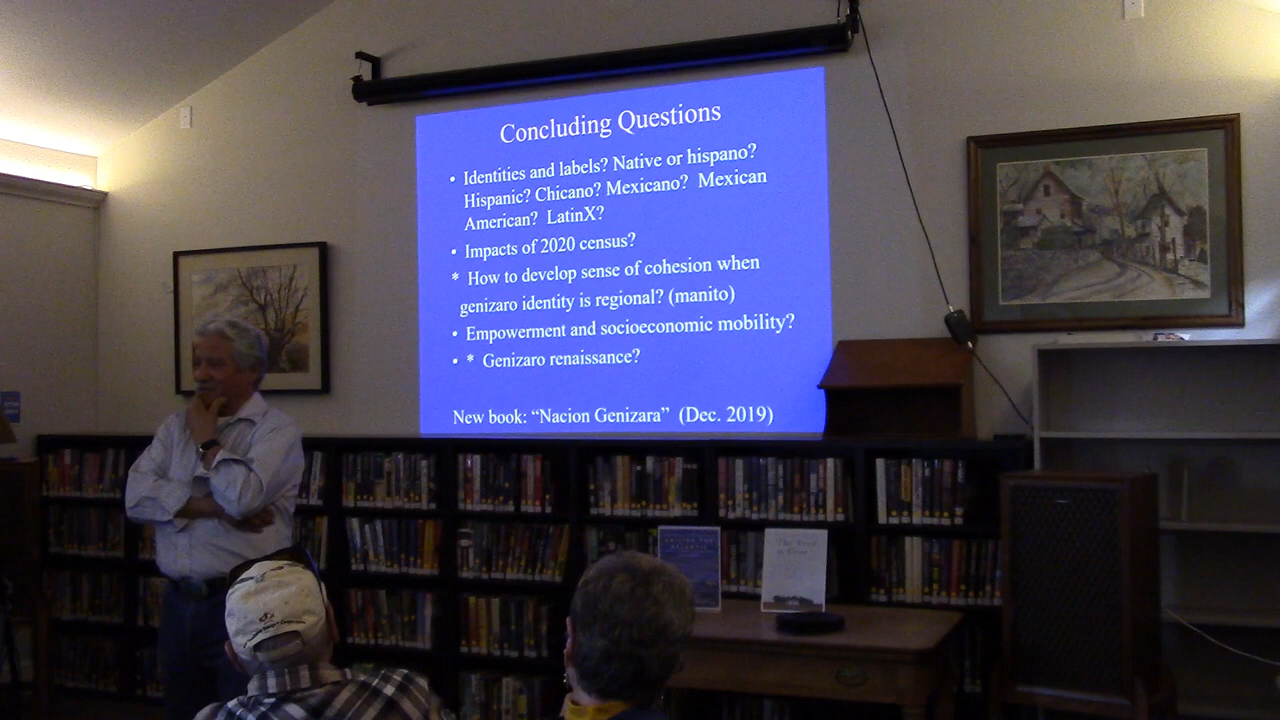 Concluding Questions
• Identities and labels? Native or hispano?
Hispanic? Chicano? Mexicano? Mexican
American? LatinX?
• Impacts of 2020 census?
* How to develop sense of cohesion when
genizaro identity is regional? (manito)
• Empowerment and socioeconomic mobility?
• * Genizaro renaissance?
New book: “Nacion Genizara” (Dec. 2019)